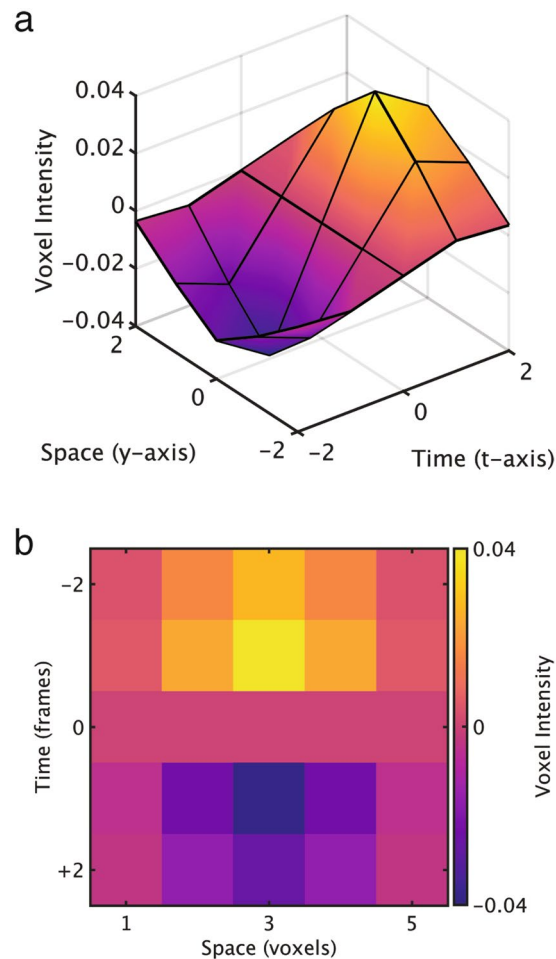 a
Voxel Intensity
0.04
0.02
0
−0.02
−0.04
2
0
−2
−2
0
2
Space (y-axis)
Time (t-axis)
b
Time (frames)
−2
0
+2
1
3
5
Space (voxels)
0.04
0
−0.04
Voxel Intensity